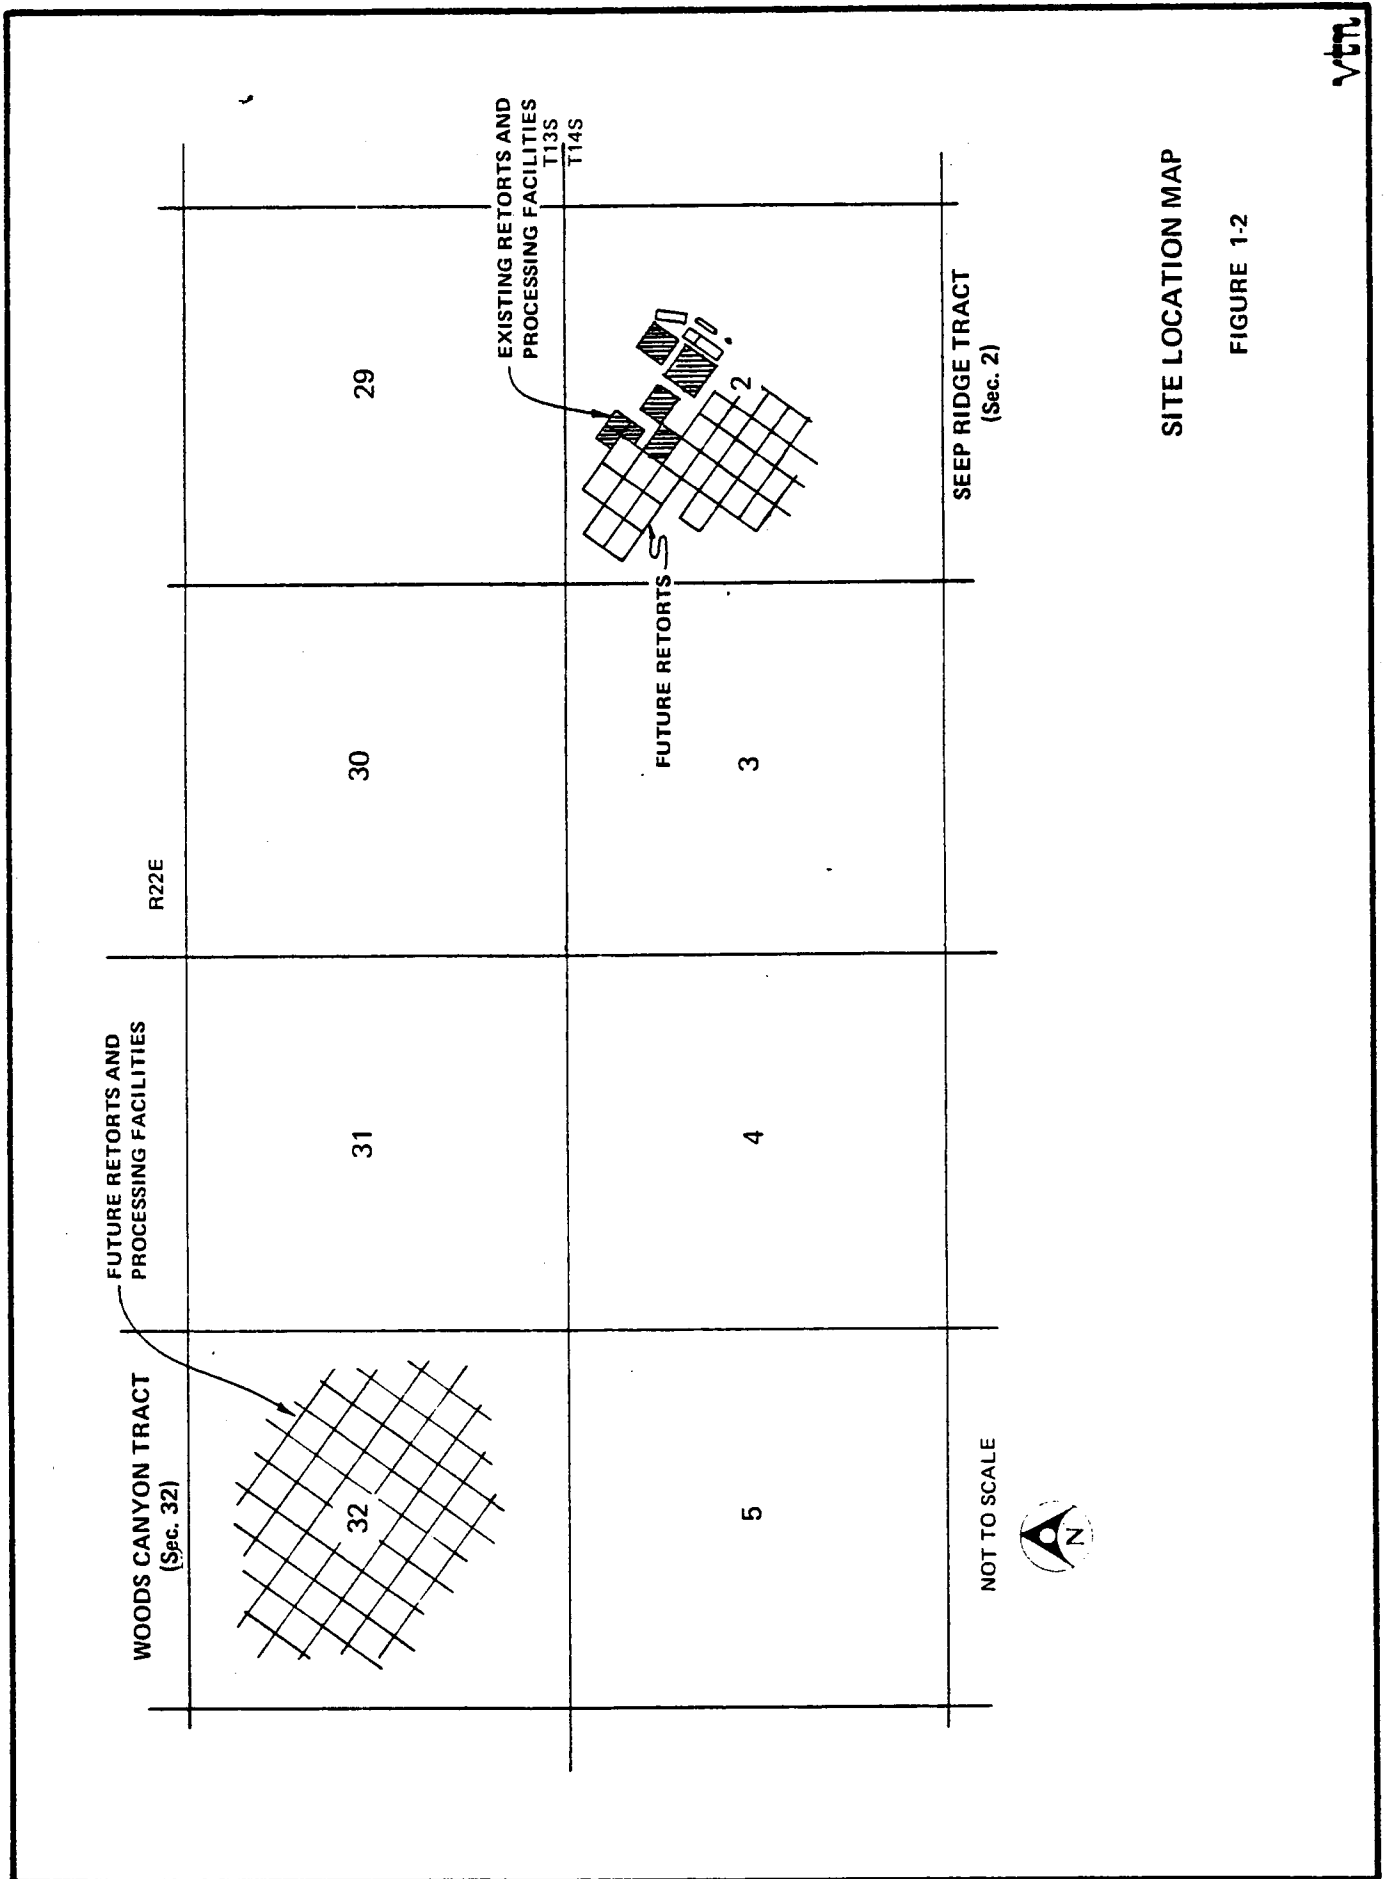 WOODS CANYON TRACT
(Sec. 32)
FUTURE RETORTS AND
PROCESSING FACILITIES
R22E
32
31
30
29
EXISTING RETORTS AND
PROCESSING FACILITIES
T13S
T14S
5
4
3
2
FUTURE RETORTS
NOT TO SCALE
N
SEEP RIDGE TRACT
(Sec. 2)
SITE LOCATION MAP
FIGURE 1-2
vtn